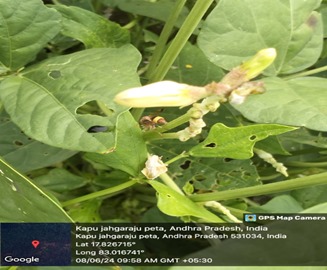 GPS Map Camera
Kapu jahgaraju peta, Andhra Pradesh, India
Kapu jahgaraju peta, Andhra Pradesh 531034, India
Lat 17.826715°
Long 83.016741°
08/06/24 09:58 AM GMT +05:30
Google